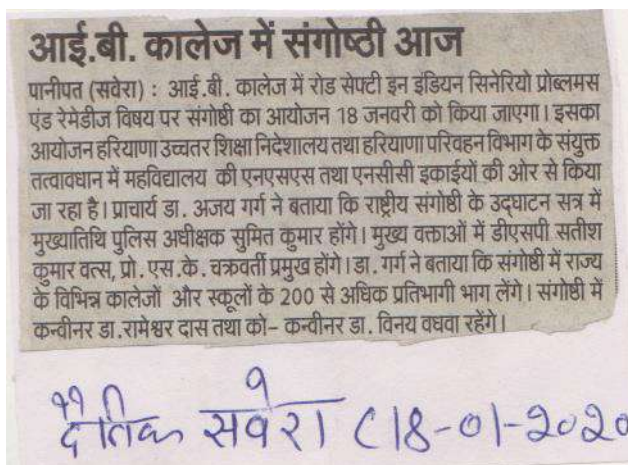 आई.बी. कालेज में संगोष्ठी आज
पानीपत (सवेरा) : आई.बी. कालेज में रोड सेफ्टी इन इंडियन सिनेरियो प्रोब्लमस
एंड रेमेडीज विषय पर संगोष्ठी का आयोजन 18 जनवरी को किया जाएगा। इसका
आयोजन हरियाणा उच्चतर शिक्षा निदेशालय तथा हरियाणा परिवहन विभाग के संयुक्त
तत्वावधान में महविद्यालय की एनएसएस तथा एनसीसी इकाईयों की ओर से किया
जा रहा है। प्राचार्य डा. अजय गर्ग ने बताया कि राष्ट्रीय संगोष्ठी के उद्घाटन सत्र में
मुख्यातिथि पुलिस अधीक्षक सुमित कुमार होंगे। मुख्य वक्ताओं में डीएसपी सतीश
कुमार वत्स, प्रो. एस.के. चक्रवर्ती प्रमुख होंगे। डा. गर्ग ने बताया कि संगोष्ठी में राज्य
के विभिन्न कालेजों और स्कूलों के 200 से अधिक प्रतिभागी भाग लेंगे। संगोष्ठी में
कन्वीनर डा.रामेश्वर दास तथा को- कन्वीनर डा. विनय वघवा रहेंगे।
दैनिक सवेरा (18-01-2020